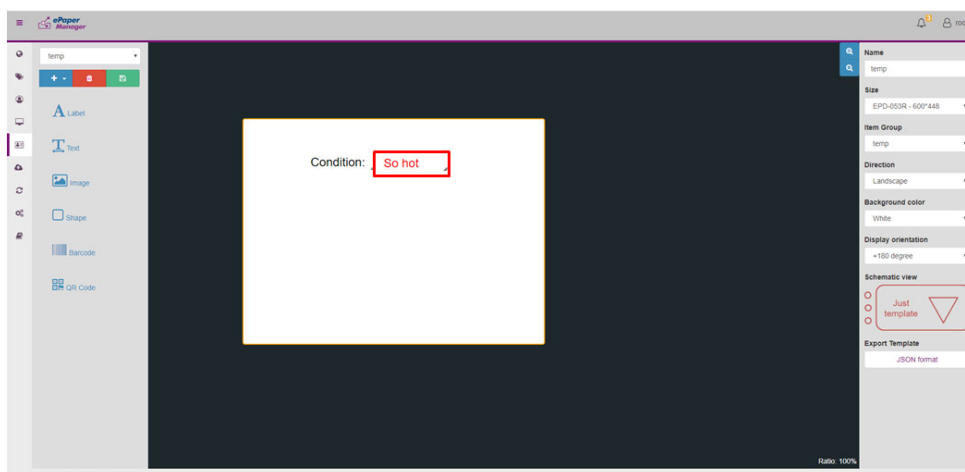 ePaper
Manager
temp
Label
Text
Image
Shape
Barcode
QR Code
Condition:
So hot
Ratio: 100%
Name
temp
Size
EPD-053R - 600*448
Item Group
temp
Direction
Landscape
Background color
White
Display orientation
+180 degree
Schematic view
Just
template
Export Template
JSON format